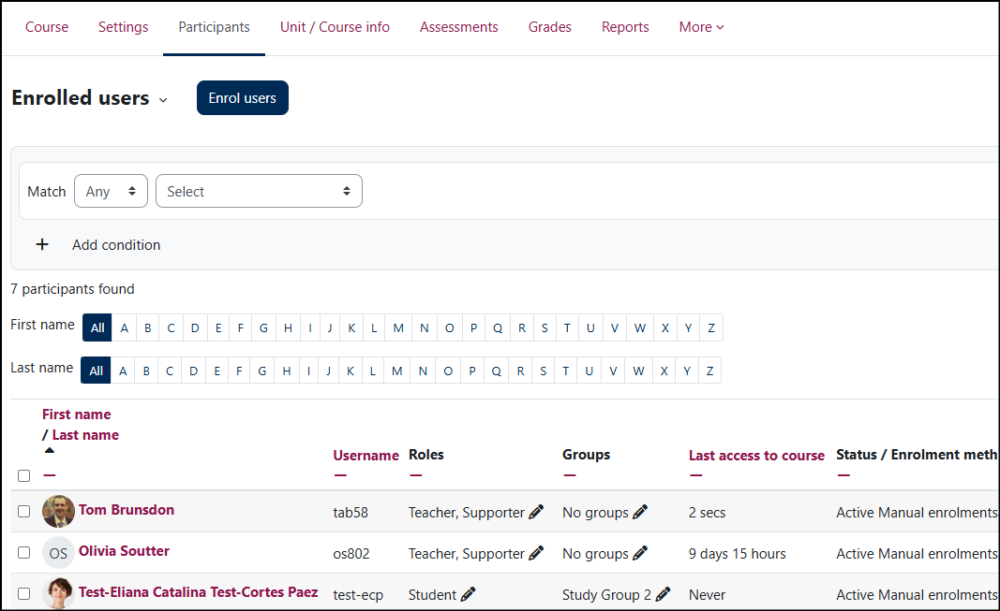 Course Settings Participants Unit / Course info Assessments Grades Reports More
Enrolled users Enrol users
Match Any Select
+ Add condition
7 participants found
First name All A B C D E F G H I J K L M N O P Q R S T U V W X Y Z
Last name All A B C D E F G H I J K L M N O P Q R S T U V W X Y Z
First name
/ Last name
Username Roles Groups Last access to course Status / Enrolment meth
Tom Brunsdon tab58 Teacher, Supporter No groups 2 secs Active Manual enrolments
OS Olivia Soutter os802 Teacher, Supporter No groups 9 days 15 hours Active Manual enrolments
Test-Eliana Catalina Test-Cortes Paez test-ecp Student Study Group 2 Never Active Manual enrolments